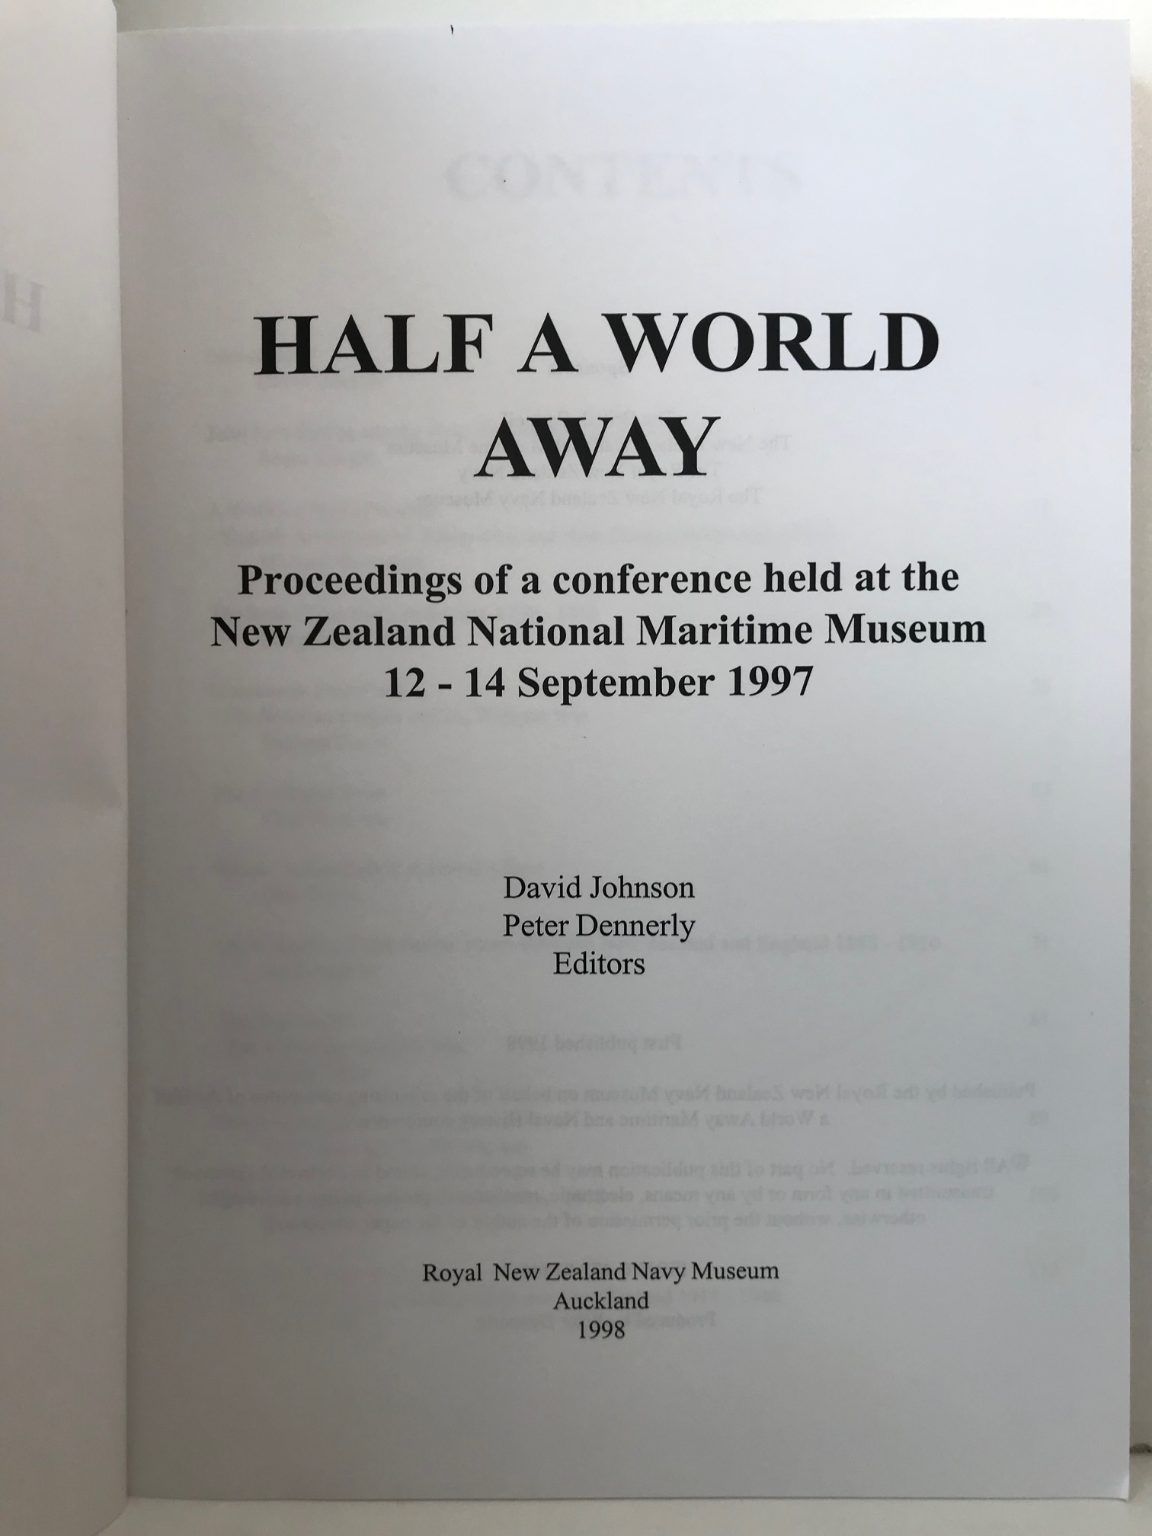 HALF A WORLD
AWAY
Proceedings of a conference held at the
New Zealand National Maritime Museum
12 - 14 September 1997
David Johnson
Peter Dennerly
Editors
Royal New Zealand Navy Museum
Auckland
1998